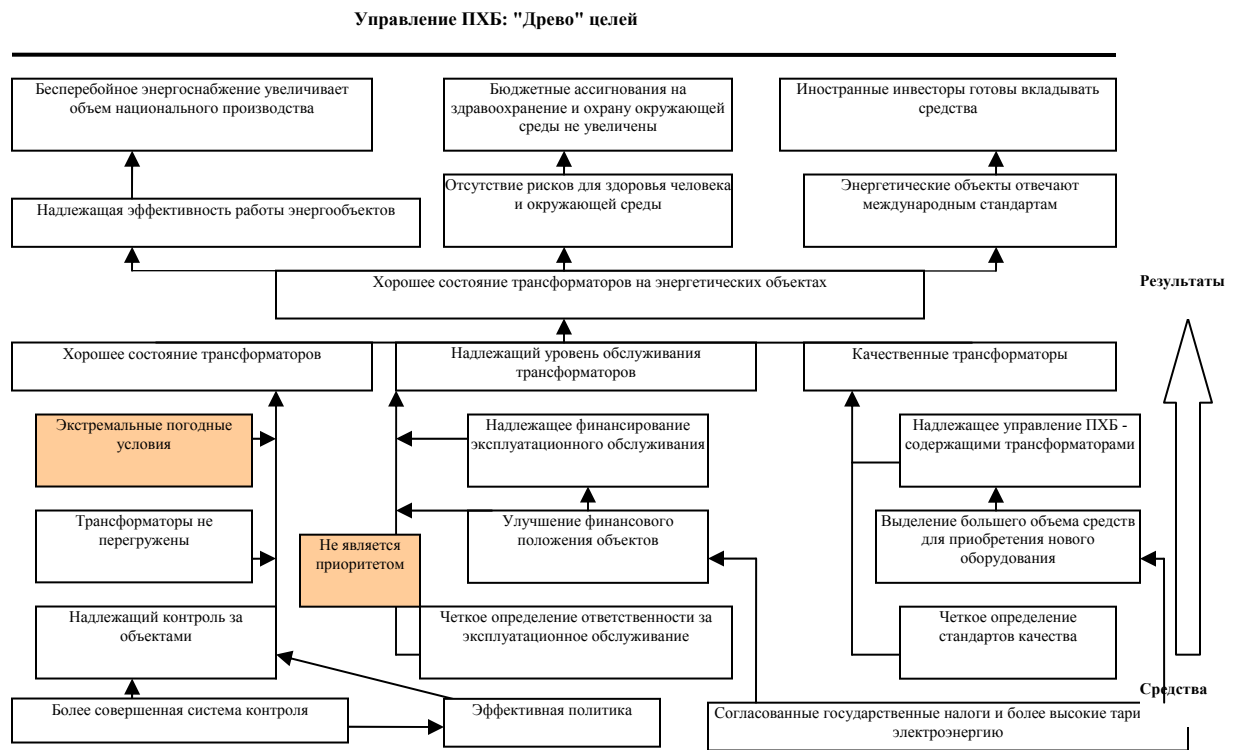 Управление ПХБ: "Древо" целей
Бесперебойное энергоснабжение увеличивает
объем национального производства
Бюджетные ассигнования на
здравоохранение и охрану окружающей
среды не увеличены
Иностранные инвесторы готовы вкладывать
средства
Надлежащая эффективность работы энергообъектов
Отсутствие рисков для здоровья человека
и окружающей среды
Энергетические объекты отвечают
международным стандартам
Хорошее состояние трансформаторов на энергетических объектах
Результаты
Хорошее состояние трансформаторов
Надлежащий уровень обслуживания
трансформаторов
Качественные трансформаторы
Экстремальные погодные
условия
Надлежащее финансирование
эксплуатационного обслуживания
Надлежащее управление ПХБ -
содержащими трансформаторами
Трансформаторы не
перегружены
Не является
приоритетом
Улучшение финансового
положения объектов
Выделение большего объема средств
для приобретения нового
оборудования
Надлежащий контроль за
объектами
Четкое определение ответственности за
эксплуатационное обслуживание
Четкое определение
стандартов качества
Средства
Более совершенная система контроля
Эффективная политика
Согласованные государственные налоги и более высокие тари
электроэнергию